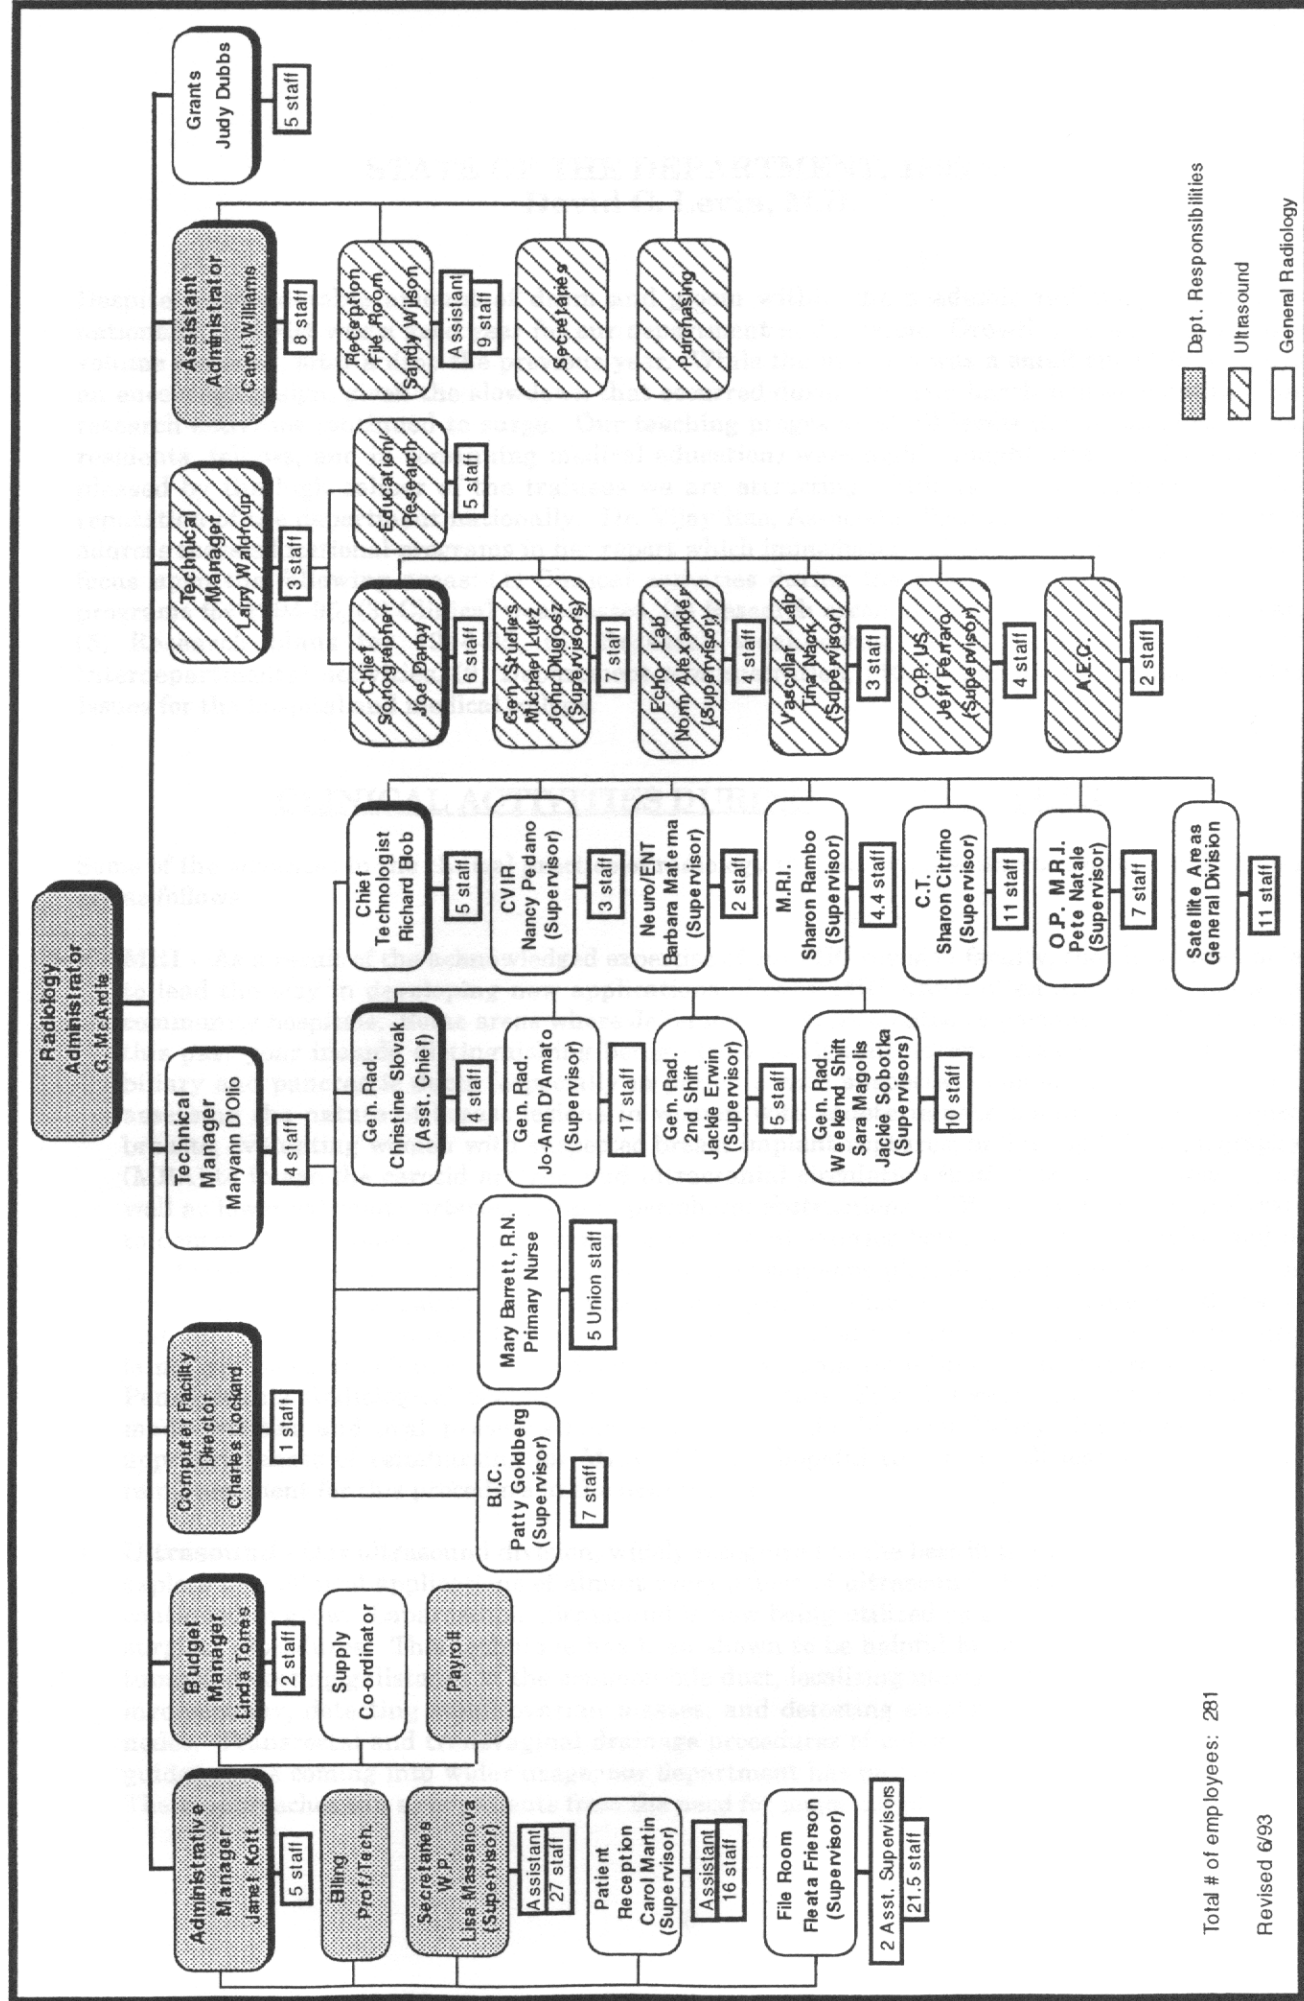 Radiology
Administrator
G. McArdle
Administrative
Manager
Janet Kott
5 staff
Billing
Prof./Tech.
Secretaries
W.P.
Lisa Massanova
(Supervisor)
Assistant
27 staff
Patient
Reception
Carol Martin
(Supervisor)
Assistant
16 staff
File Room
Fleata Frierson
(Supervisor)
2 Asst. Supervisors
21.5 staff
Budget
Manager
Linda Torres
2 staff
Supply
Co-ordinator
Payroll
Computer Facility
Director
Charles Lockard
1 staff
Technical
Manager
Maryann D'Olio
4 staff
B.I.C.
Patty Goldberg
(Supervisor)
7 staff
Mary Barrett, R.N.
Primary Nurse
5 Union staff
Gen. Rad.
Christine Slovak
(Asst. Chief)
staff
Gen. Rad.
Jo-Ann D'Amato
(Supervisor)
17 staff
Gen. Rad.
2nd Shift
Jackie Erwin
(Supervisor)
5 staff
Gen. Rad.
Weekend Shift
Sara Magolis
Jackie Sobotka
(Supervisors)
10 staff
Chief
Technologist
Richard Bob
5 staff
CVIR
Nancy Pedano
(Supervisor)
3 staff
Neuro/ENT
Barbara Materna
(Supervisor)
2 staff
M.R.I.
Sharon Rambo
(Supervisor)
4.4 staff
C.T.
Sharon Citrino
(Supervisor)
11 staff
O.P. M.R.I.
Pete Natale
(Supervisor)
7 staff
Satellite Areas
General Division
11 staff
Technical
Manager
Larry Waldroup
staff
Chief
Sonographer
Joe Danny
6 staff
Gen. Studies
Michael Lutz
John Dlugosz
(Supervisors)
7 staff
Echo Lab
Norm Alexander
(Supervisor)
staff
Vascular Lab
Tina Nack
(Supervisor)
3 staff
O.P. US
Jeff Ferraro
(Supervisor)
4 staff
A.E.C.
2 staff
Education/
Research
5 staff
Assistant
Administrator
Carol Williams
8 staff
Reception
File Room
Sandy Wilson
Assistant
9 staff
Secretaries
Purchasing
Grants
Judy Dubbs
5 staff
Dept. Responsibilities
Ultrasound
General Radiology
Total # of employees: 281
Revised 6/93